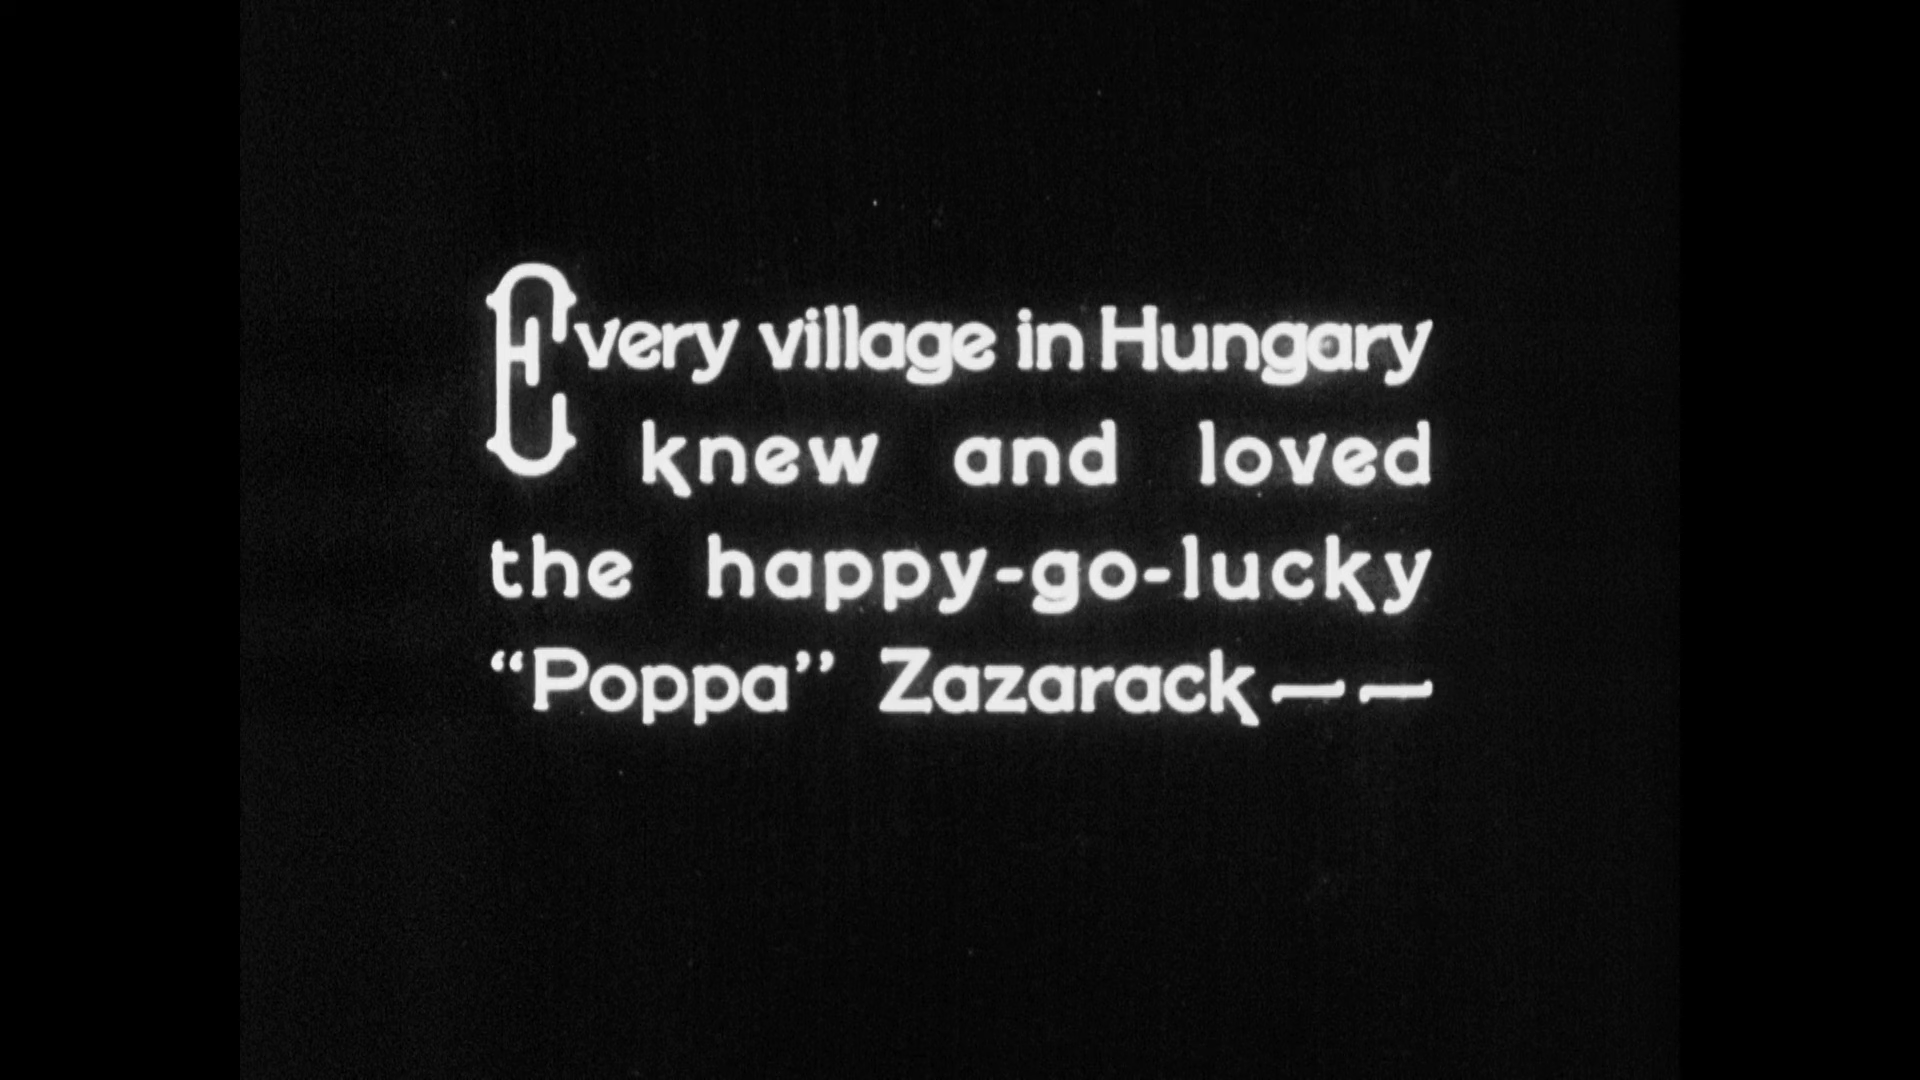 Every village in Hungary
knew and loved
the happy-go-lucky
“Poppa” Zazarack——